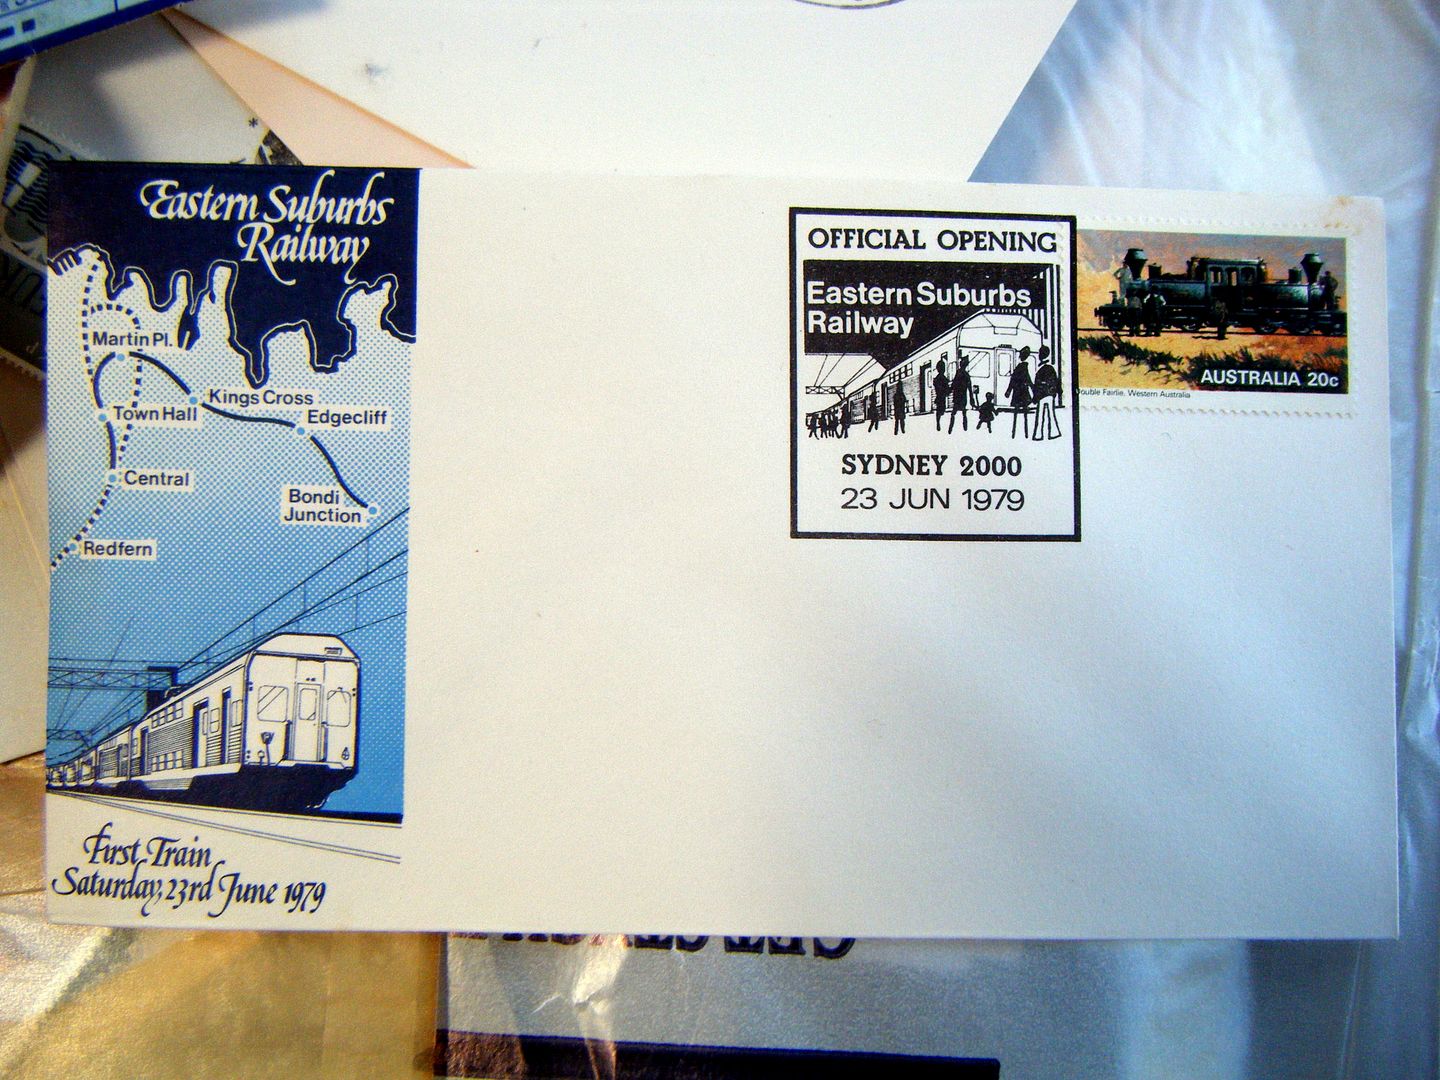 Eastern Suburbs
Railway
Martin Pl.
Kings Cross
Town Hall
Edgecliff
Central
Bondi
Junction
Redfern
First Train
Saturday, 23rd June 1979
OFFICIAL OPENING
Eastern Suburbs
Railway
SYDNEY 2000
23 JUN 1979
AUSTRALIA 20c
Double Fairlie. Western Australia